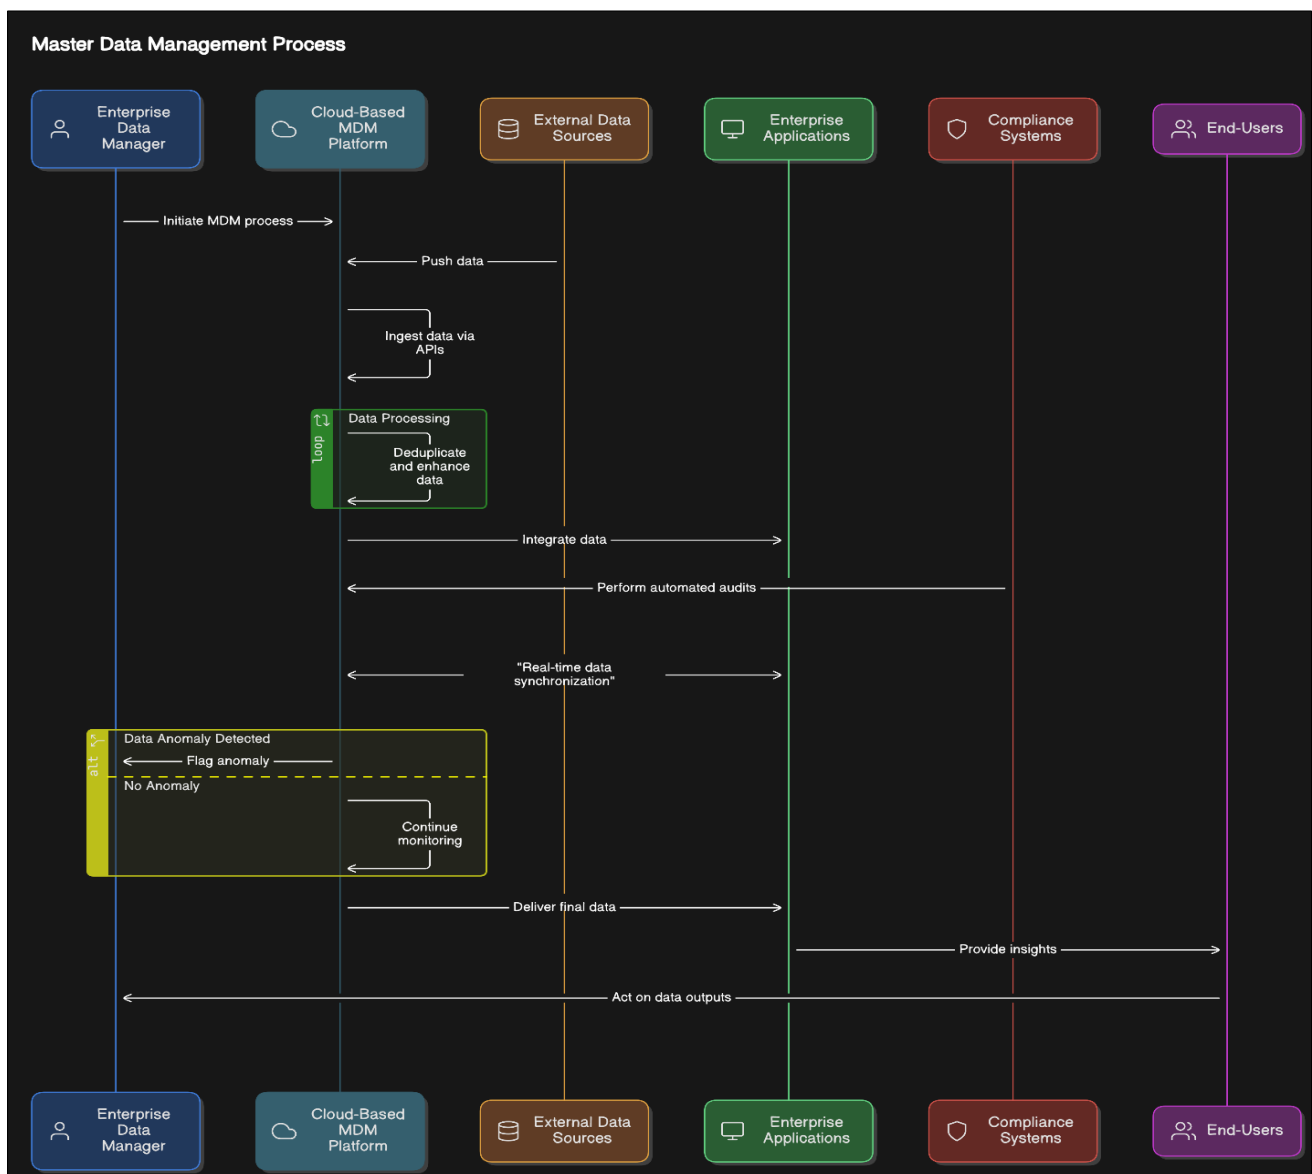 Master Data Management Process
Enterprise
Data
Manager
Cloud-Based
MDM
Platform
External Data
Sources
Enterprise
Applications
Compliance
Systems
End-Users
Initiate MDM process
Push data
Ingest data via
APIs
loop
Data Processing
Deduplicate
and enhance
data
Integrate data
Perform automated audits
"Real-time data
synchronization"
alt
Data Anomaly Detected
Flag anomaly
No Anomaly
Continue
monitoring
Deliver final data
Provide insights
Act on data outputs
Enterprise
Data
Manager
Cloud-Based
MDM
Platform
External Data
Sources
Enterprise
Applications
Compliance
Systems
End-Users